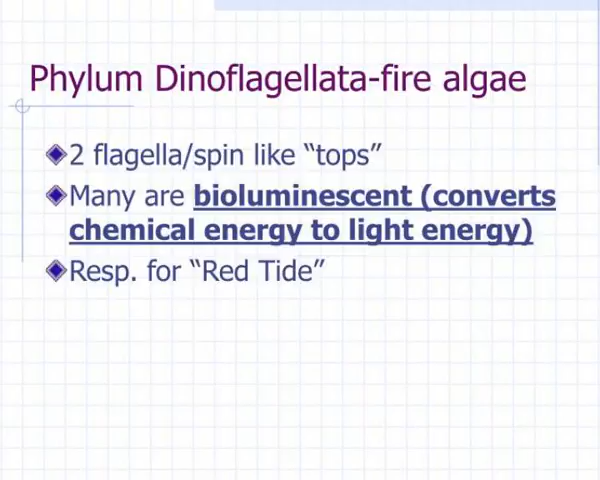 Phylum Dinoflagellata-fire algae
2 flagella/spin like “tops”
Many are bioluminescent (converts
chemical energy to light energy)
Resp. for “Red Tide”